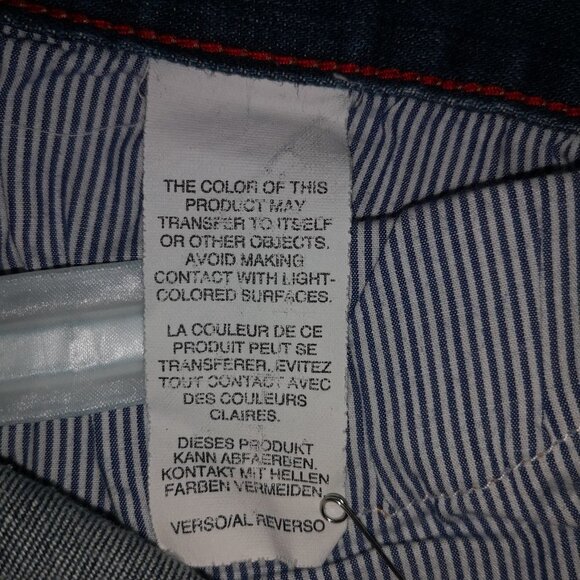 THE COLOR OF THIS
PRODUCT MAY
TRANSFER TO ITSELF
OR OTHER OBJECTS.
AVOID MAKING
CONTACT WITH LIGHT-
COLORED SURFACES.
LA COULEUR DE CE
PRODUIT PEUT SE
TRANSFERER. EVITEZ
TOUT CONTACT AVEC
DES COULEURS
CLAIRES.
DIESES PRODUKT
KANN ABFAERBEN.
KONTAKT MIT HELLEN
FARBEN VERMEIDEN
VERSO/AL REVERSO